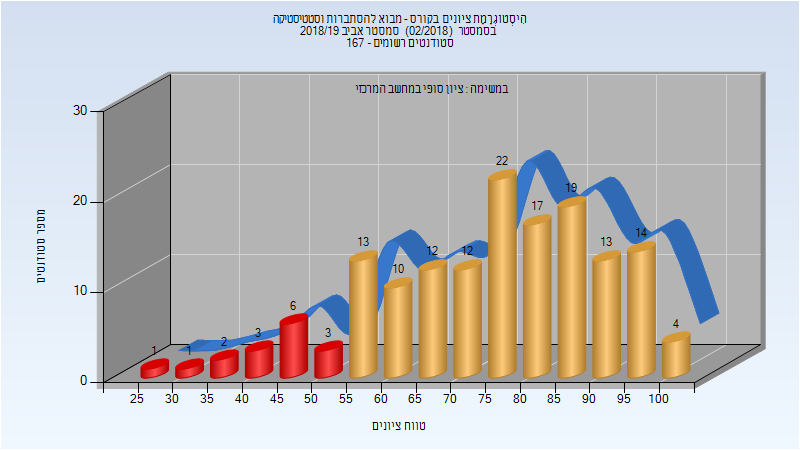 היסטוגרמת ציונים בקורס - מבוא להסתברות וסטטיסטיקה
בסמסטר (02/2018) סמסטר אביב 2018/19
סטודנטים רשומים - 167
במשימה : ציון סופי במחשב המרכזי
מספר סטודנטים
30
20
10
0
1
1
2
3
6
3
13
10
12
12
22
17
19
13
14
4
25 30 35 40 45 50 55 60 65 70 75 80 85 90 95 100
טווח ציונים